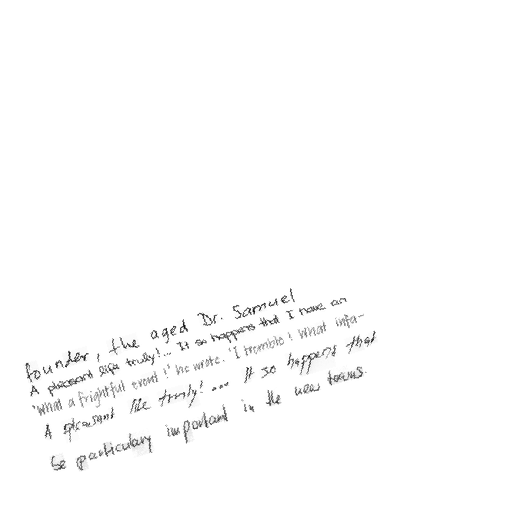 founder, the aged Dr. Samuel
A pleasant life truly!... It so happens that I have an
'What a frightful event!' he wrote. 'I tremble! What infa-
A pleasant life truly! ... It so happens that
be particulary important in the new towns.